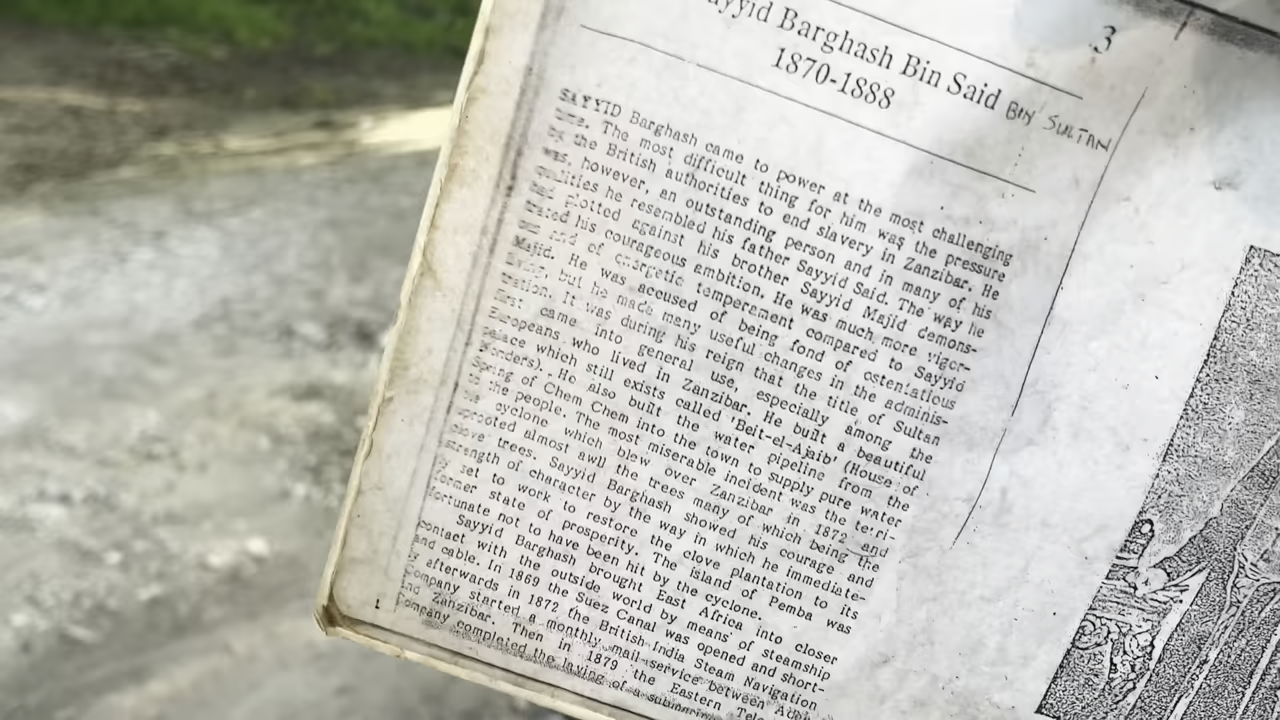 ayyid Barghash Bin Said BIN SULTAN
3
1870-1888
SAYYID Barghash came to power at the most challenging
time. The most difficult thing for him was the pressure
by the British authorities to end slavery in Zanzibar. He
was, however, an outstanding person and in many of his
qualities he resembled his father Sayyid Said. The way he
had plotted against his brother Sayyid Majid demons-
trated his courageous ambition. He was much more vigor-
ous and of energetic temperament compared to Sayyid
Majid. He was accused of being fond of ostentatious
living, but he made many useful changes in the adminis-
tration. It was during his reign that the title of Sultan
first came into general use, especially among the
Europeans who lived in Zanzibar. He built a beautiful
palace which still exists called 'Beit-el-Ajaib' (House of
Wonders). He also built the water pipeline from the
Spring of Chem Chem into the town to supply pure water
to the people. The most miserable incident was the terri-
ble cyclone which blew over Zanzibar in 1872 and
uprooted almost awll the trees many of which being the
clove trees. Sayyid Barghash showed his courage and
strength of character by the way in which he immediate-
ly set to work to restore the clove plantation to its
former state of prosperity. The island of Pemba was
fortunate not to have been hit by the cyclone.
Sayyid Barghash brought East Africa into closer
contact with the outside world by means of steamship
and cable. In 1869 the Suez Canal was opened and short-
ly afterwards in 1872 the British-India Steam Navigation
Company started a monthly mail-service between
and Zanzibar. Then in 1879 the Eastern
Company completed the laying of a